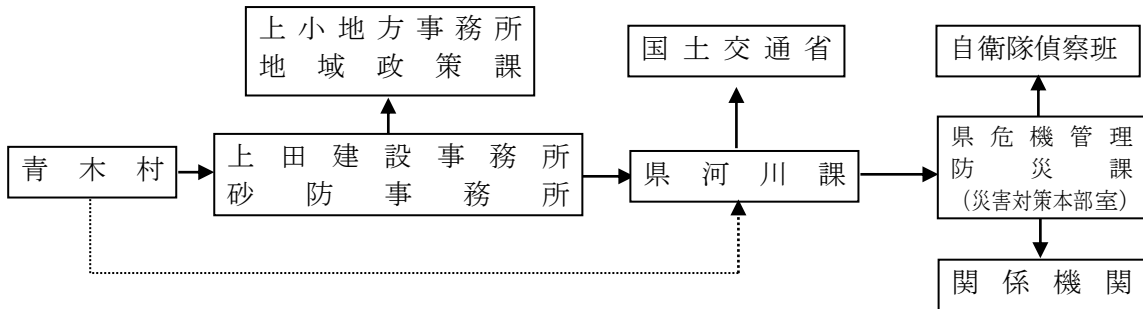 上小地方事務所
地域政策課
国土交通省
自衛隊偵察班
青木村
上田建設事務所
砂防事務所
県河川課
県危機管理
防災課
(災害対策本部室)
関係機関